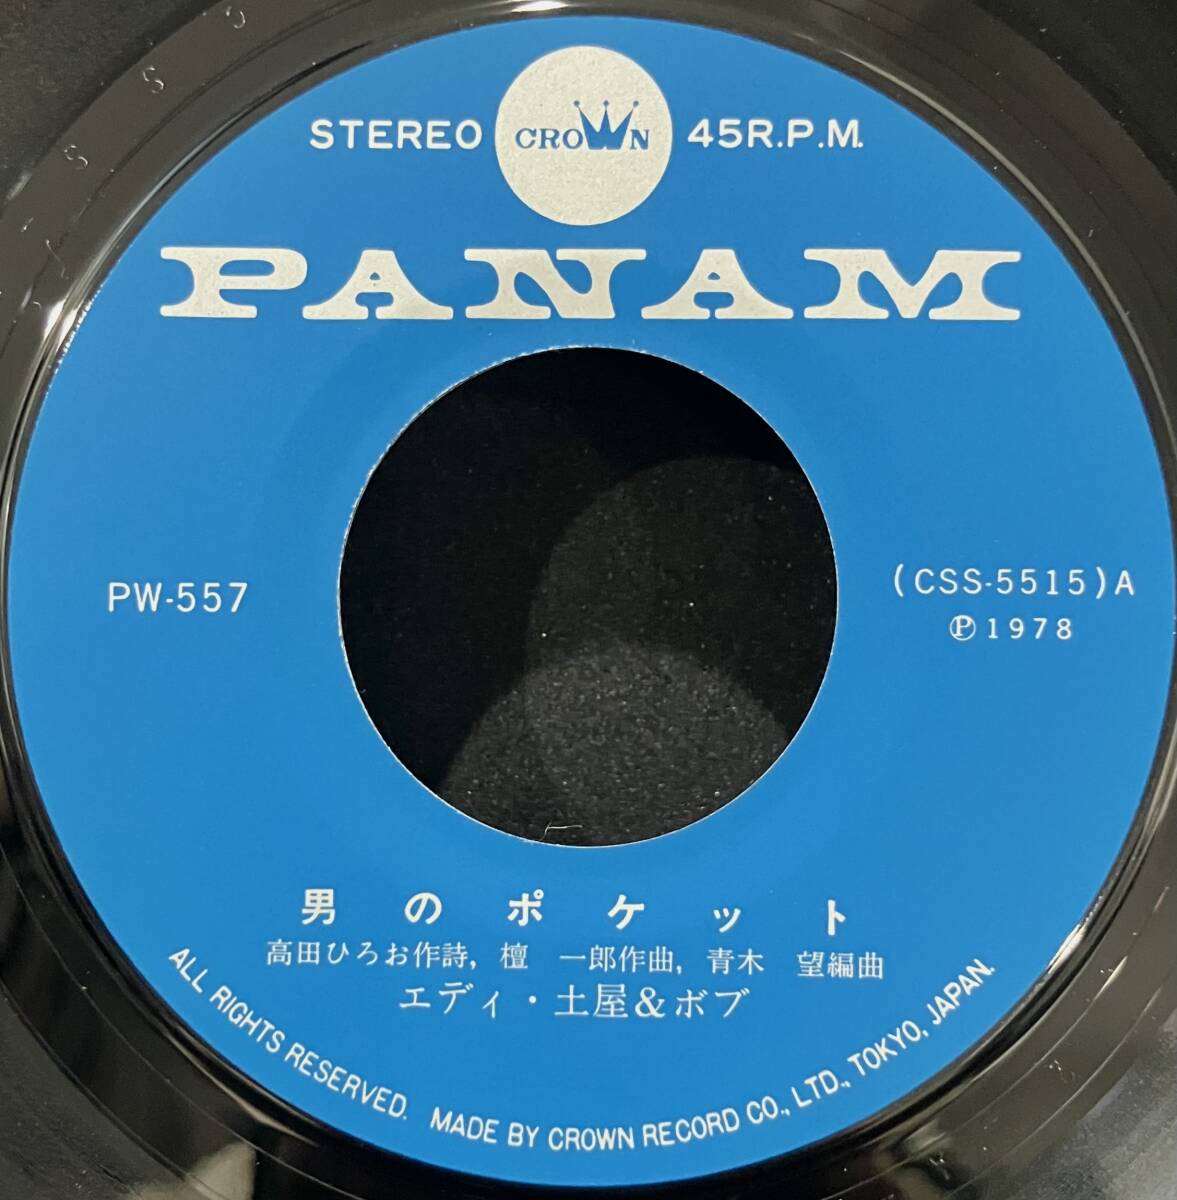 STEREO CROWN 45R.P.M.
PANAM
PW-557
(CSS-5515)A
Ⓟ1978
男のポケット
高田ひろお作詩, 檀 一郎作曲, 青木 望編曲
エディ・土屋&ボブ
ALL RIGHTS RESERVED. MADE BY CROWN RECORD CO., LTD., TOKYO, JAPAN.